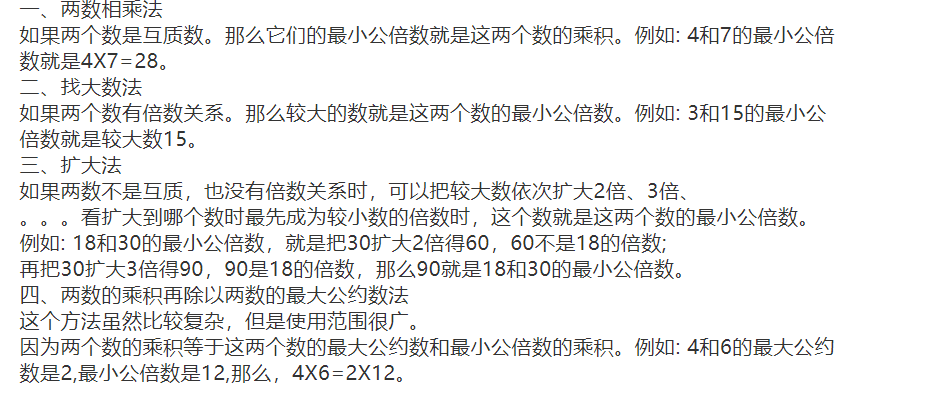 一、两数相乘法
如果两个数是互质数。那么它们的最小公倍数就是这两个数的乘积。例如: 4和7的最小公倍
数就是4X7=28。
二、找大数法
如果两个数有倍数关系。那么较大的数就是这两个数的最小公倍数。例如: 3和15的最小公
倍数就是较大数15。
三、扩大法
如果两数不是互质，也没有倍数关系时，可以把较大数依次扩大2倍、3倍、
。。。看扩大到哪个数时最先成为较小数的倍数时，这个数就是这两个数的最小公倍数。
例如: 18和30的最小公倍数，就是把30扩大2倍得60，60不是18的倍数;
再把30扩大3倍得90，90是18的倍数，那么90就是18和30的最小公倍数。
四、两数的乘积再除以两数的最大公约数法
这个方法虽然比较复杂，但是使用范围很广。
因为两个数的乘积等于这两个数的最大公约数和最小公倍数的乘积。例如: 4和6的最大公约
数是2,最小公倍数是12,那么，4X6=2X12。